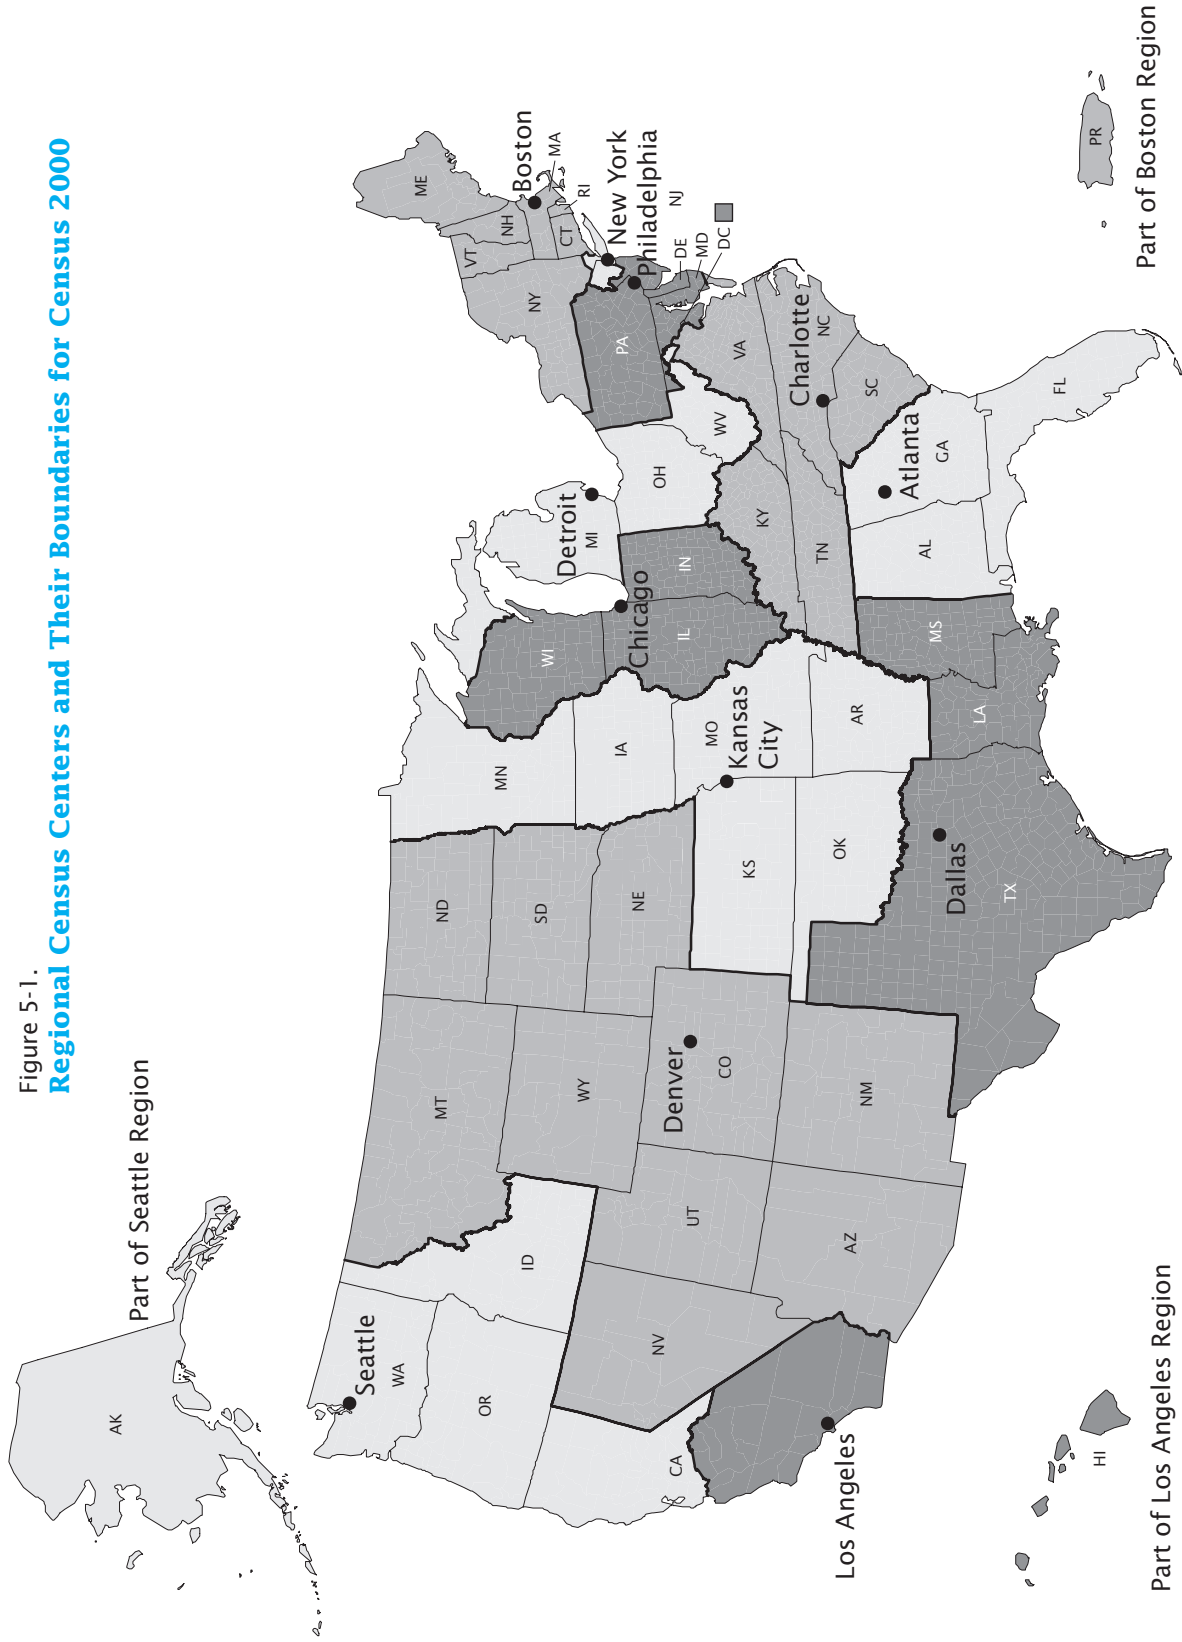 Figure 5-1.
Regional Census Centers and Their Boundaries for Census 2000
Part of Seattle Region
AK
Seattle
WA
OR
ID
MT
ND
MN
WY
SD
NE
IA
WI
MI
Detroit
Chicago
IL
IN
OH
NV
UT
Denver
CO
KS
MO
Kansas
City
CA
Los Angeles
AZ
NM
OK
AR
Dallas
TX
LA
MS
AL
Atlanta
GA
FL
TN
KY
WV
VA
Charlotte
NC
SC
PA
NY
VT
NH
ME
Boston
MA
RI
CT
New York
Philadelphia
NJ
DE
MD
DC
HI
Part of Los Angeles Region
PR
Part of Boston Region